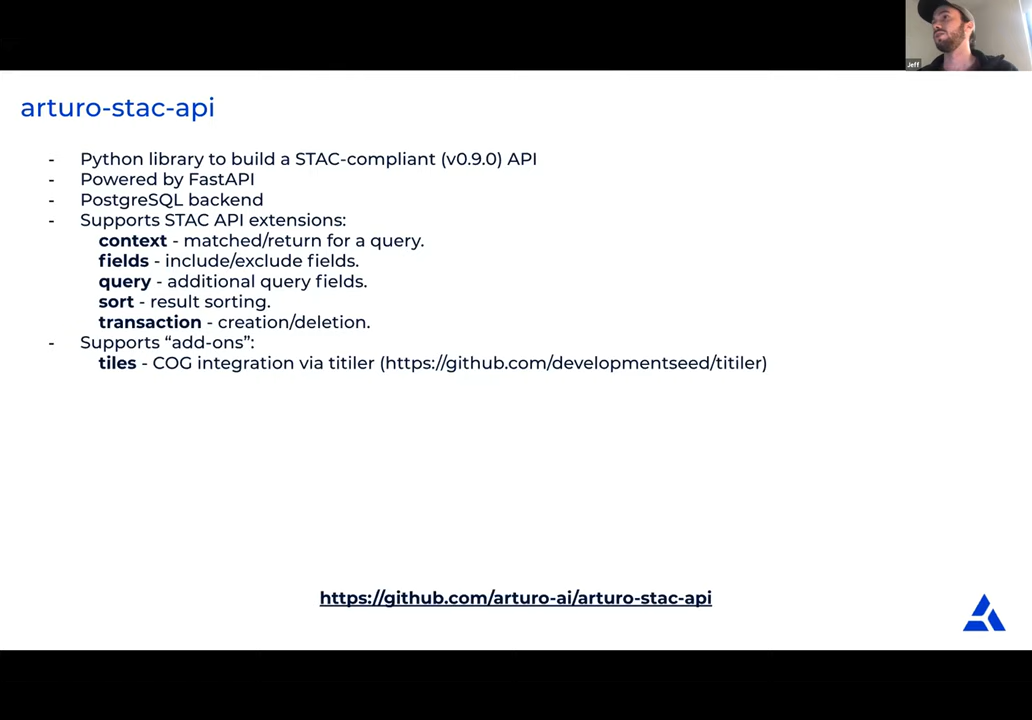 Jeff
arturo-stac-api
- Python library to build a STAC-compliant (v0.9.0) API
- Powered by FastAPI
- PostgreSQL backend
- Supports STAC API extensions:
context - matched/return for a query.
fields - include/exclude fields.
query - additional query fields.
sort - result sorting.
transaction - creation/deletion.
- Supports “add-ons”:
tiles - COG integration via titiler (https://github.com/developmentseed/titiler)
https://github.com/arturo-ai/arturo-stac-api